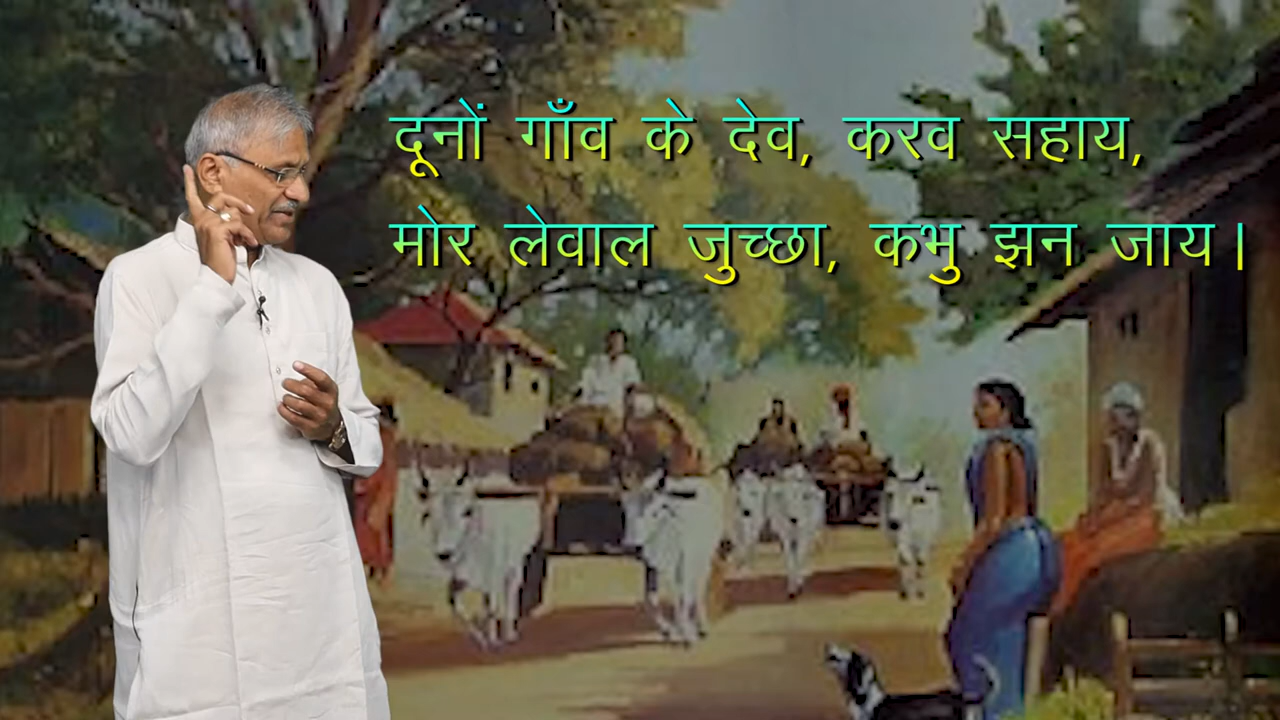 दूनों गाँव के देव, करव सहाय,
मोर लेवाल जुच्छा, कभु झन जाय।